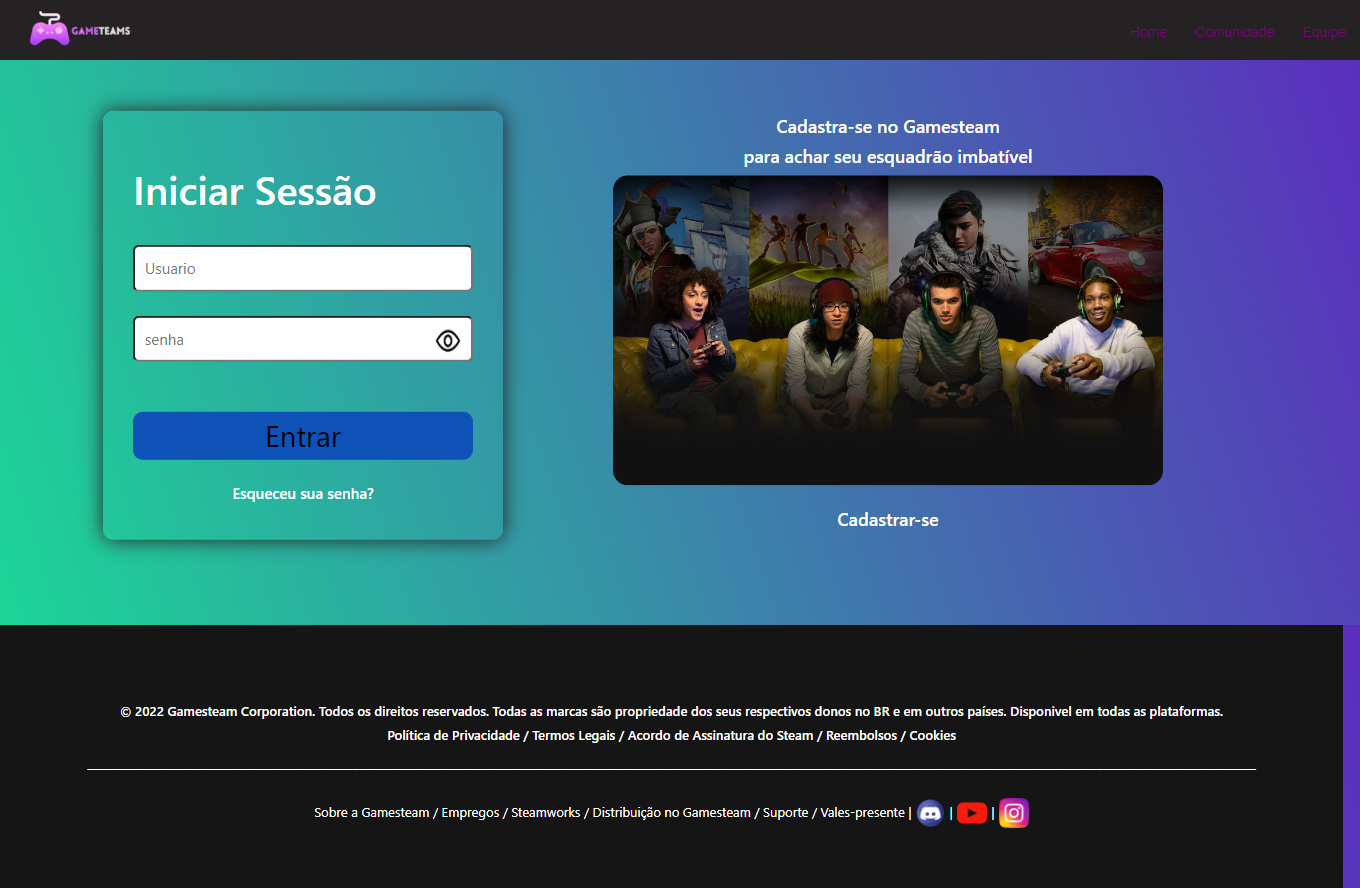 GAMETEAMS
Home Comunidade Equipe
Iniciar Sessão
Usuario
senha
Entrar
Esqueceu sua senha?
Cadastra-se no Gamesteam
para achar seu esquadrão imbatível
Cadastrar-se
© 2022 Gamesteam Corporation. Todos os direitos reservados. Todas as marcas são propriedade dos seus respectivos donos no BR e em outros países. Disponivel em todas as plataformas.
Política de Privacidade / Termos Legais / Acordo de Assinatura do Steam / Reembolsos / Cookies
Sobre a Gamesteam / Empregos / Steamworks / Distribuição no Gamesteam / Suporte / Vales-presente | | |